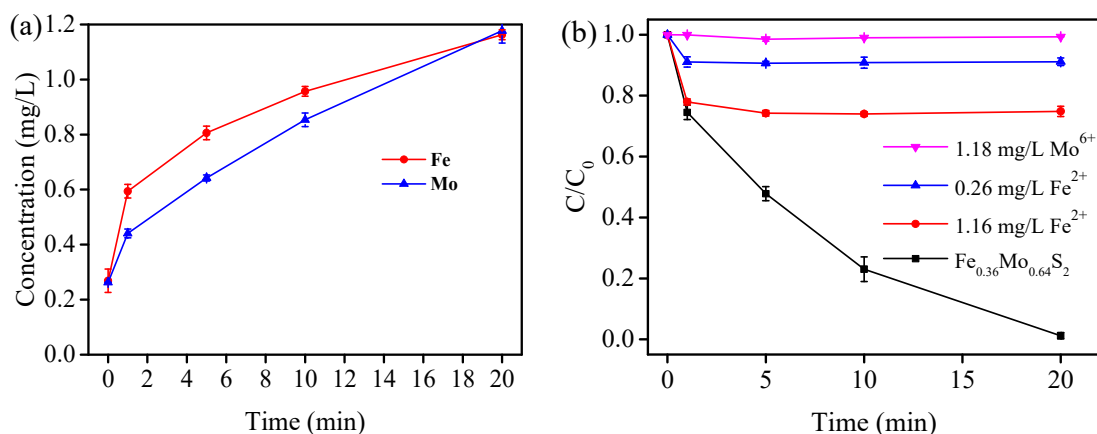 (a)
Concentration (mg/L)
1.2
1.0
0.8
0.6
0.4
0.2
0.0
Fe
Mo
0 2 4 6 8 10 12 14 16 18 20
Time (min)
(b)
C/C₀
1.0
0.8
0.6
0.4
0.2
0.0
1.18 mg/L Mo⁶⁺
0.26 mg/L Fe²⁺
1.16 mg/L Fe²⁺
Fe₀.₃₆Mo₀.₆₄S₂
0 5 10 15 20
Time (min)